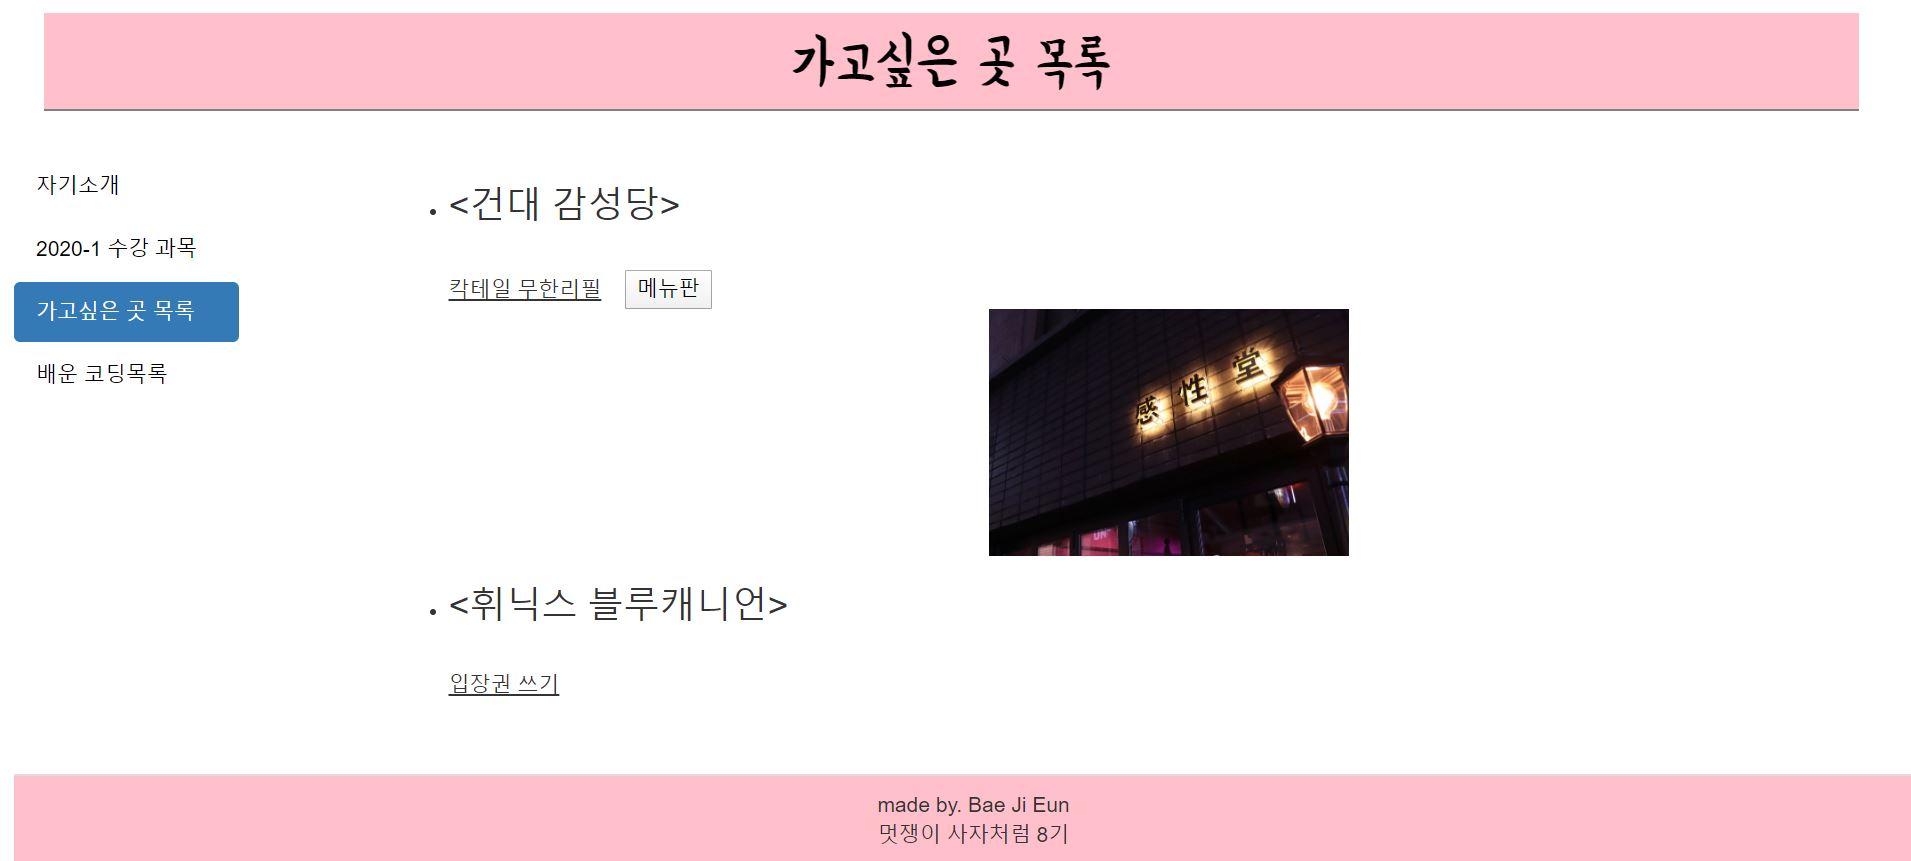 가고싶은 곳 목록
자기소개
2020-1 수강 과목
가고싶은 곳 목록
배운 코딩목록
<건대 감성당>
칵테일 무한리필
메뉴판
感性堂
<휘닉스 블루캐니언>
입장권 쓰기
made by. Bae Ji Eun
멋쟁이 사자처럼 8기